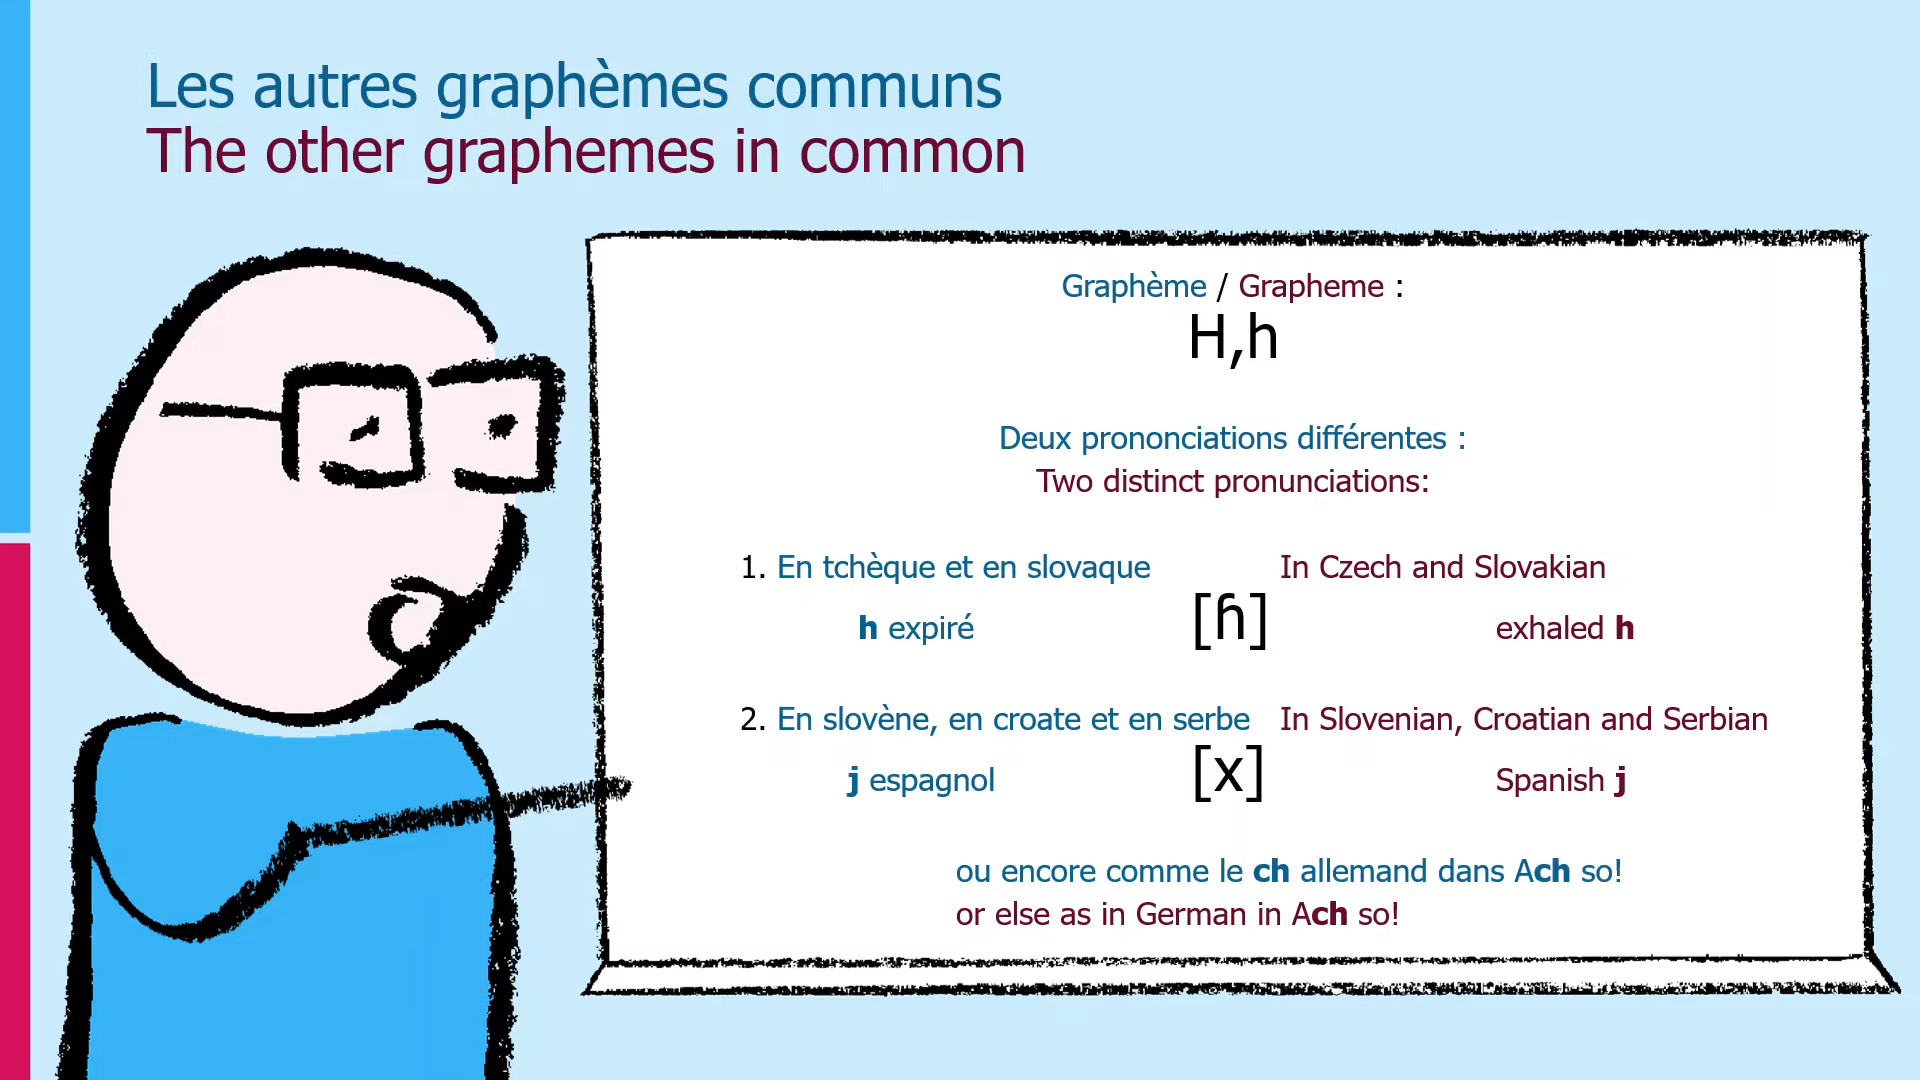 Les autres graphèmes communs
The other graphemes in common
Graphème / Grapheme :
H,h
Deux prononciations différentes :
Two distinct pronunciations:
1. En tchèque et en slovaque In Czech and Slovakian
h expiré [ɦ] exhaled h
2. En slovène, en croate et en serbe In Slovenian, Croatian and Serbian
j espagnol [x] Spanish j
ou encore comme le ch allemand dans Ach so!
or else as in German in Ach so!